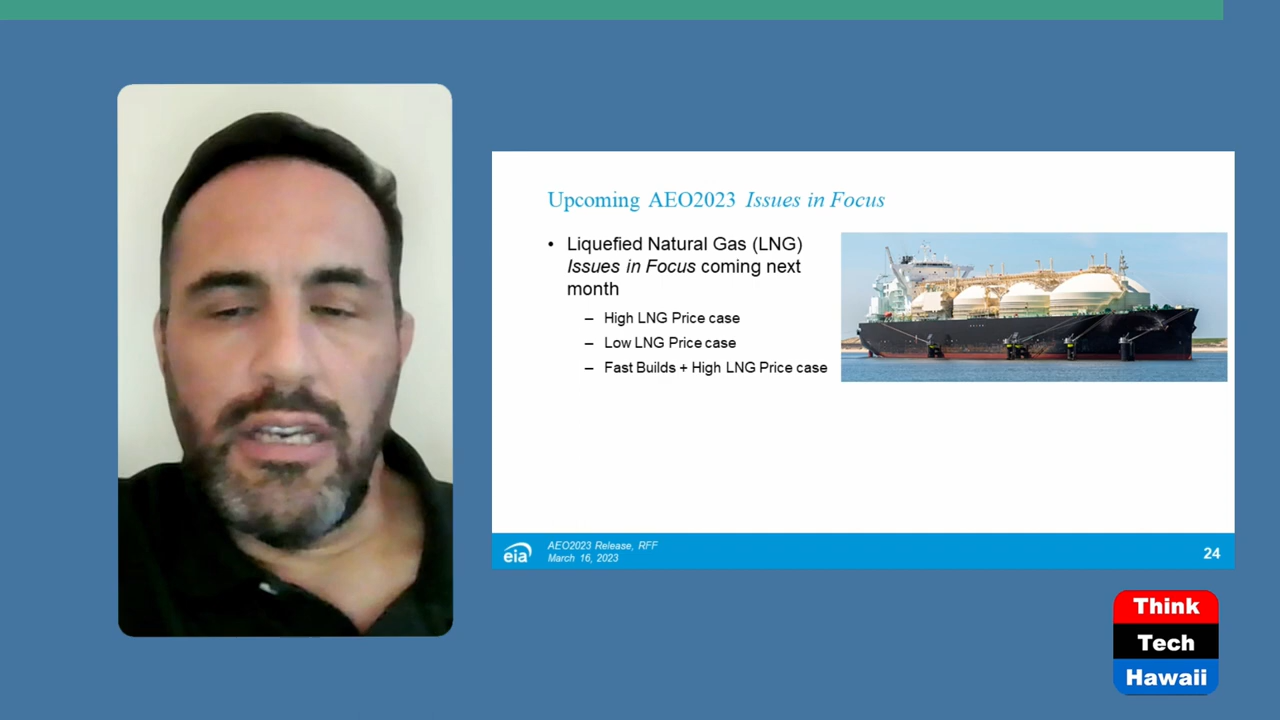 Upcoming AEO2023 Issues in Focus
• Liquefied Natural Gas (LNG)
Issues in Focus coming next
month
– High LNG Price case
– Low LNG Price case
– Fast Builds + High LNG Price case
eia
AEO2023 Release, RFF
March 16, 2023
24
Think
Tech
Hawaii